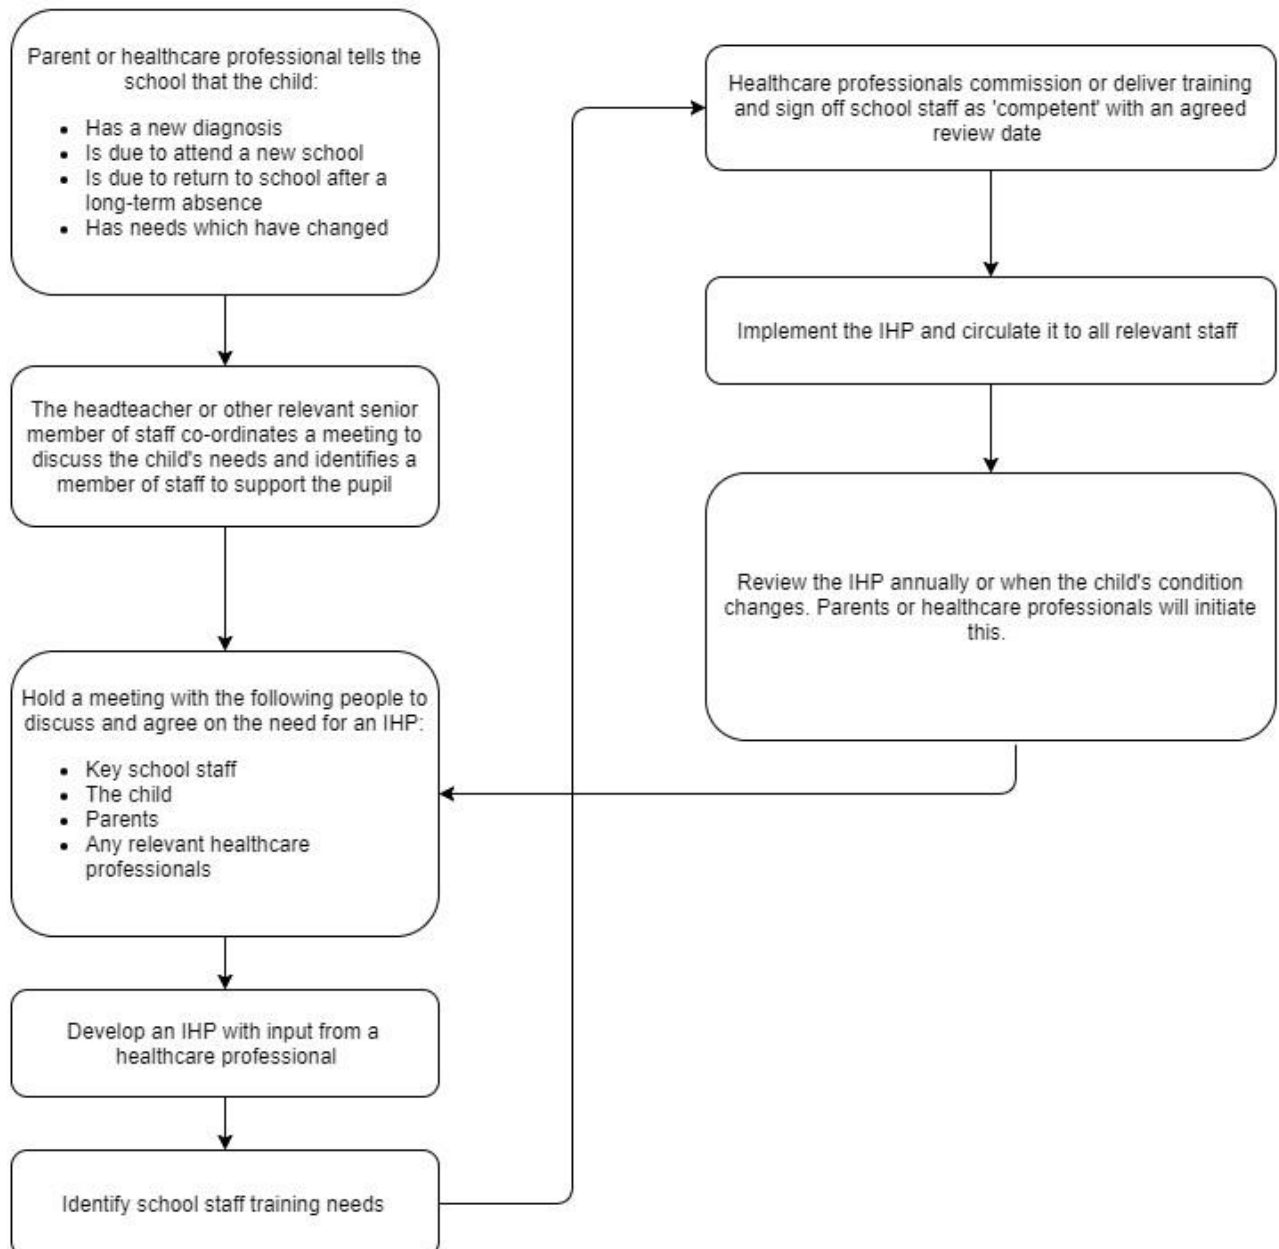 Parent or healthcare professional tells the
school that the child:
• Has a new diagnosis
• Is due to attend a new school
• Is due to return to school after a
long-term absence
• Has needs which have changed
The headteacher or other relevant senior
member of staff co-ordinates a meeting to
discuss the child's needs and identifies a
member of staff to support the pupil
Hold a meeting with the following people to
discuss and agree on the need for an IHP:
• Key school staff
• The child
• Parents
• Any relevant healthcare
professionals
Develop an IHP with input from a
healthcare professional
Identify school staff training needs
Healthcare professionals commission or deliver training
and sign off school staff as 'competent' with an agreed
review date
Implement the IHP and circulate it to all relevant staff
Review the IHP annually or when the child's condition
changes. Parents or healthcare professionals will initiate
this.